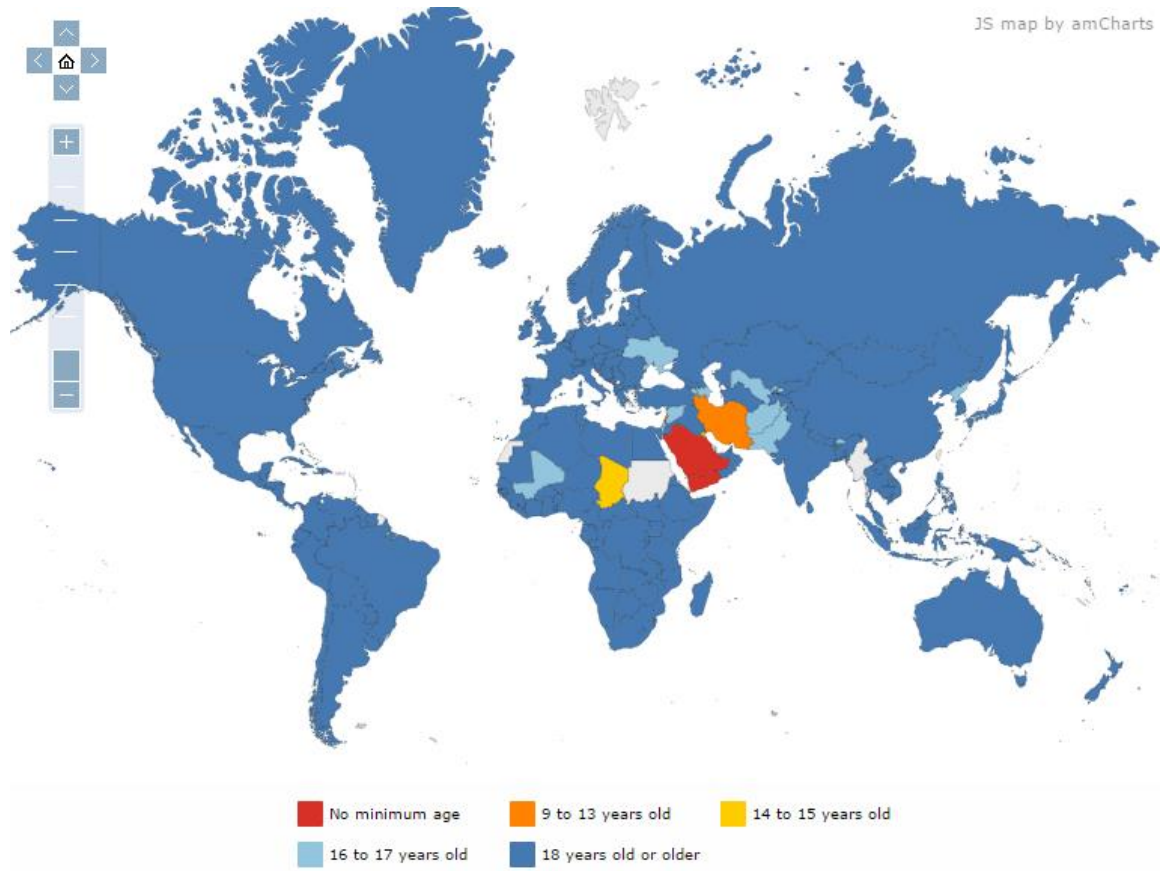 JS map by amCharts
No minimum age
9 to 13 years old
14 to 15 years old
16 to 17 years old
18 years old or older